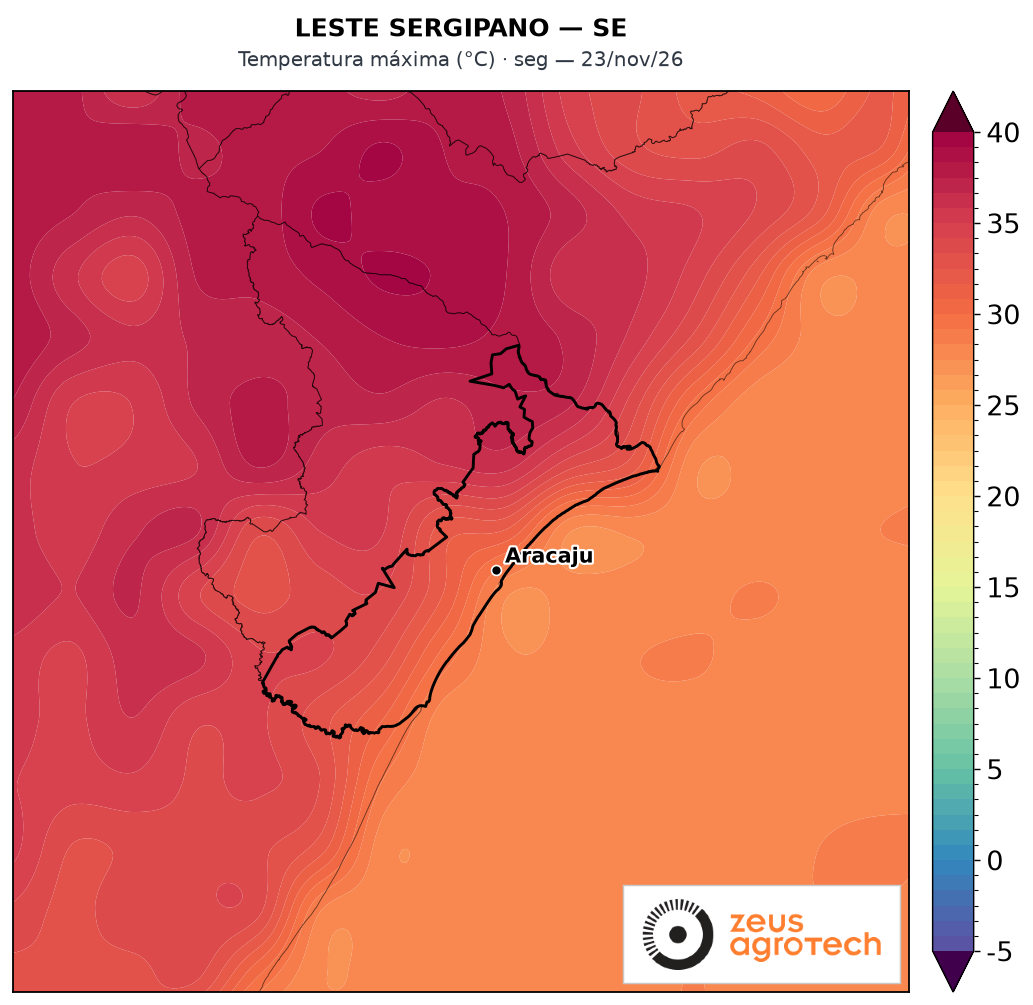 LESTE SERGIPANO — SE
Temperatura máxima (°C) · seg — 23/nov/26
40
35
30
25
20
15
10
5
0
-5
Aracaju
zeus
agrotech